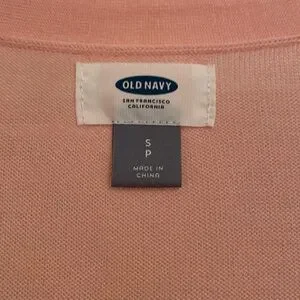 OLD NAVY
SAN FRANCISCO
CALIFORNIA
S
P
MADE IN
CHINA